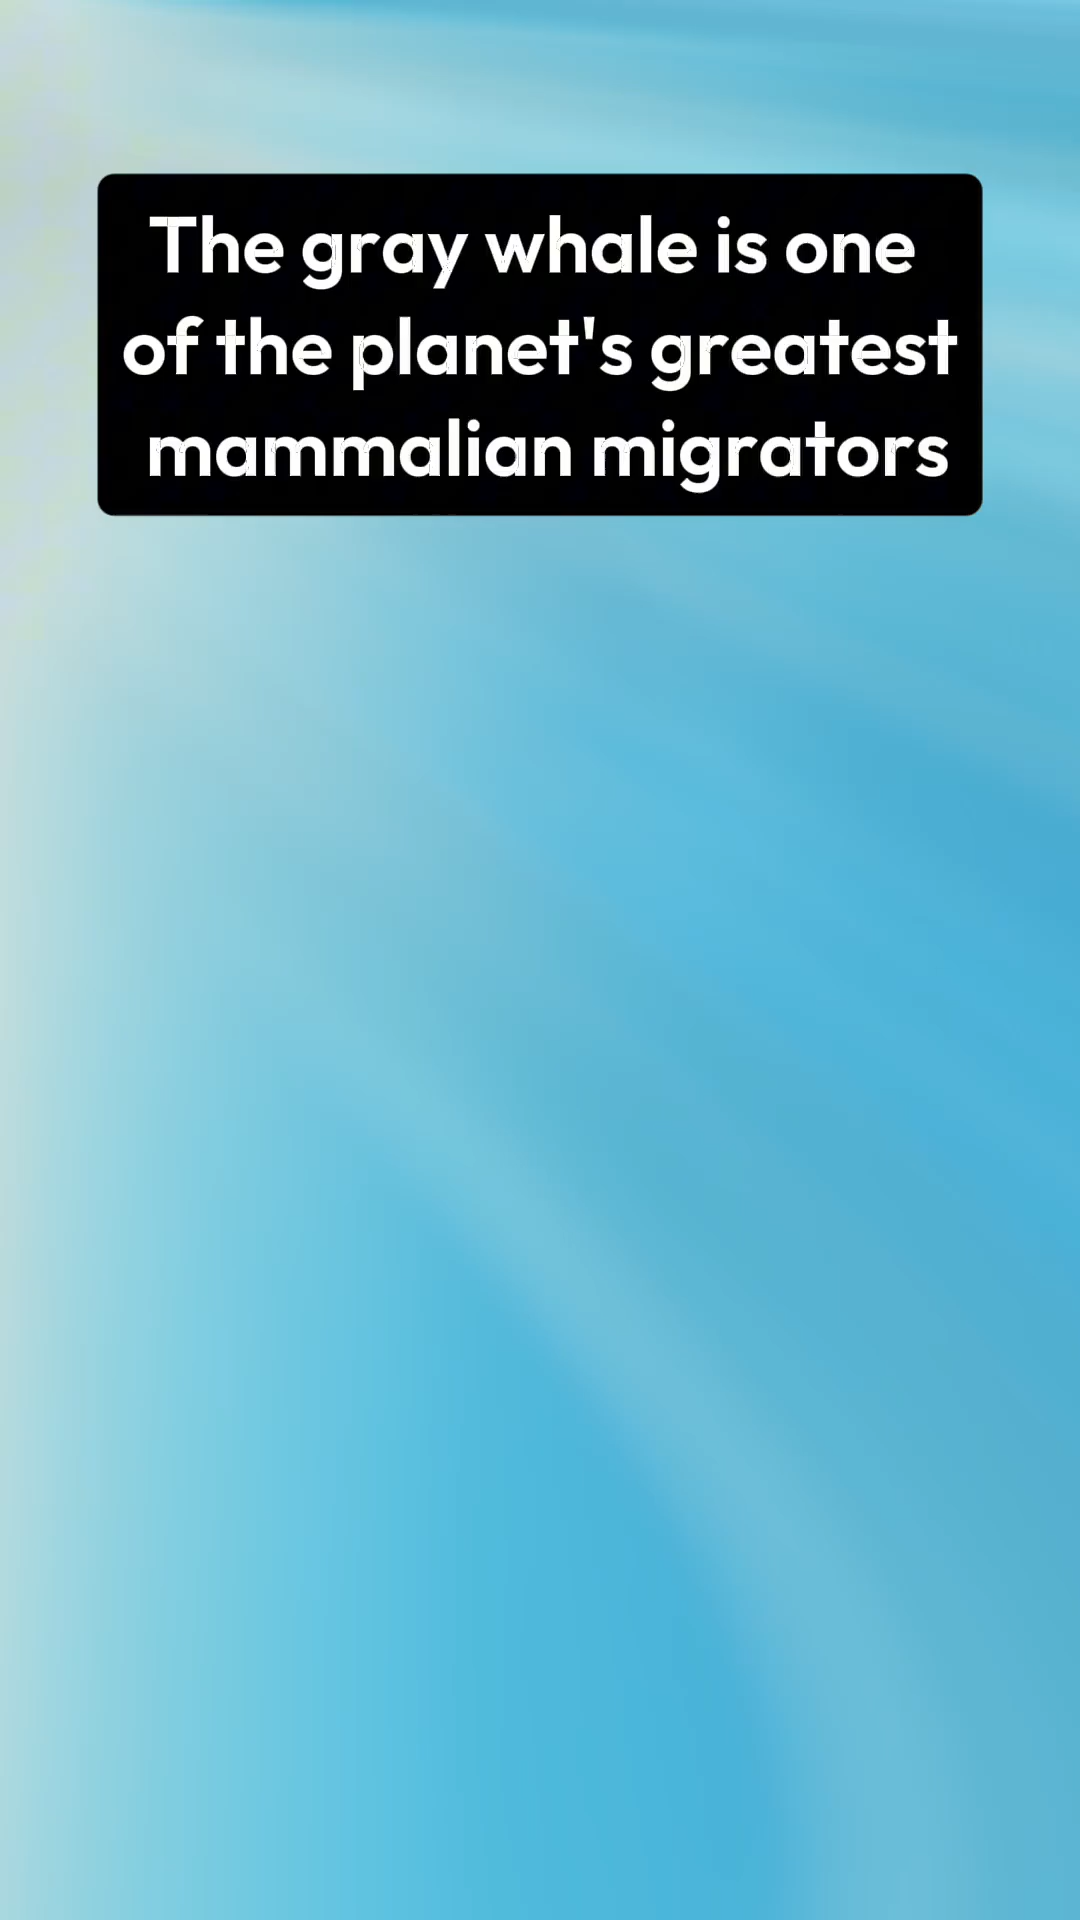 The gray whale is one
of the planet's greatest
mammalian migrators